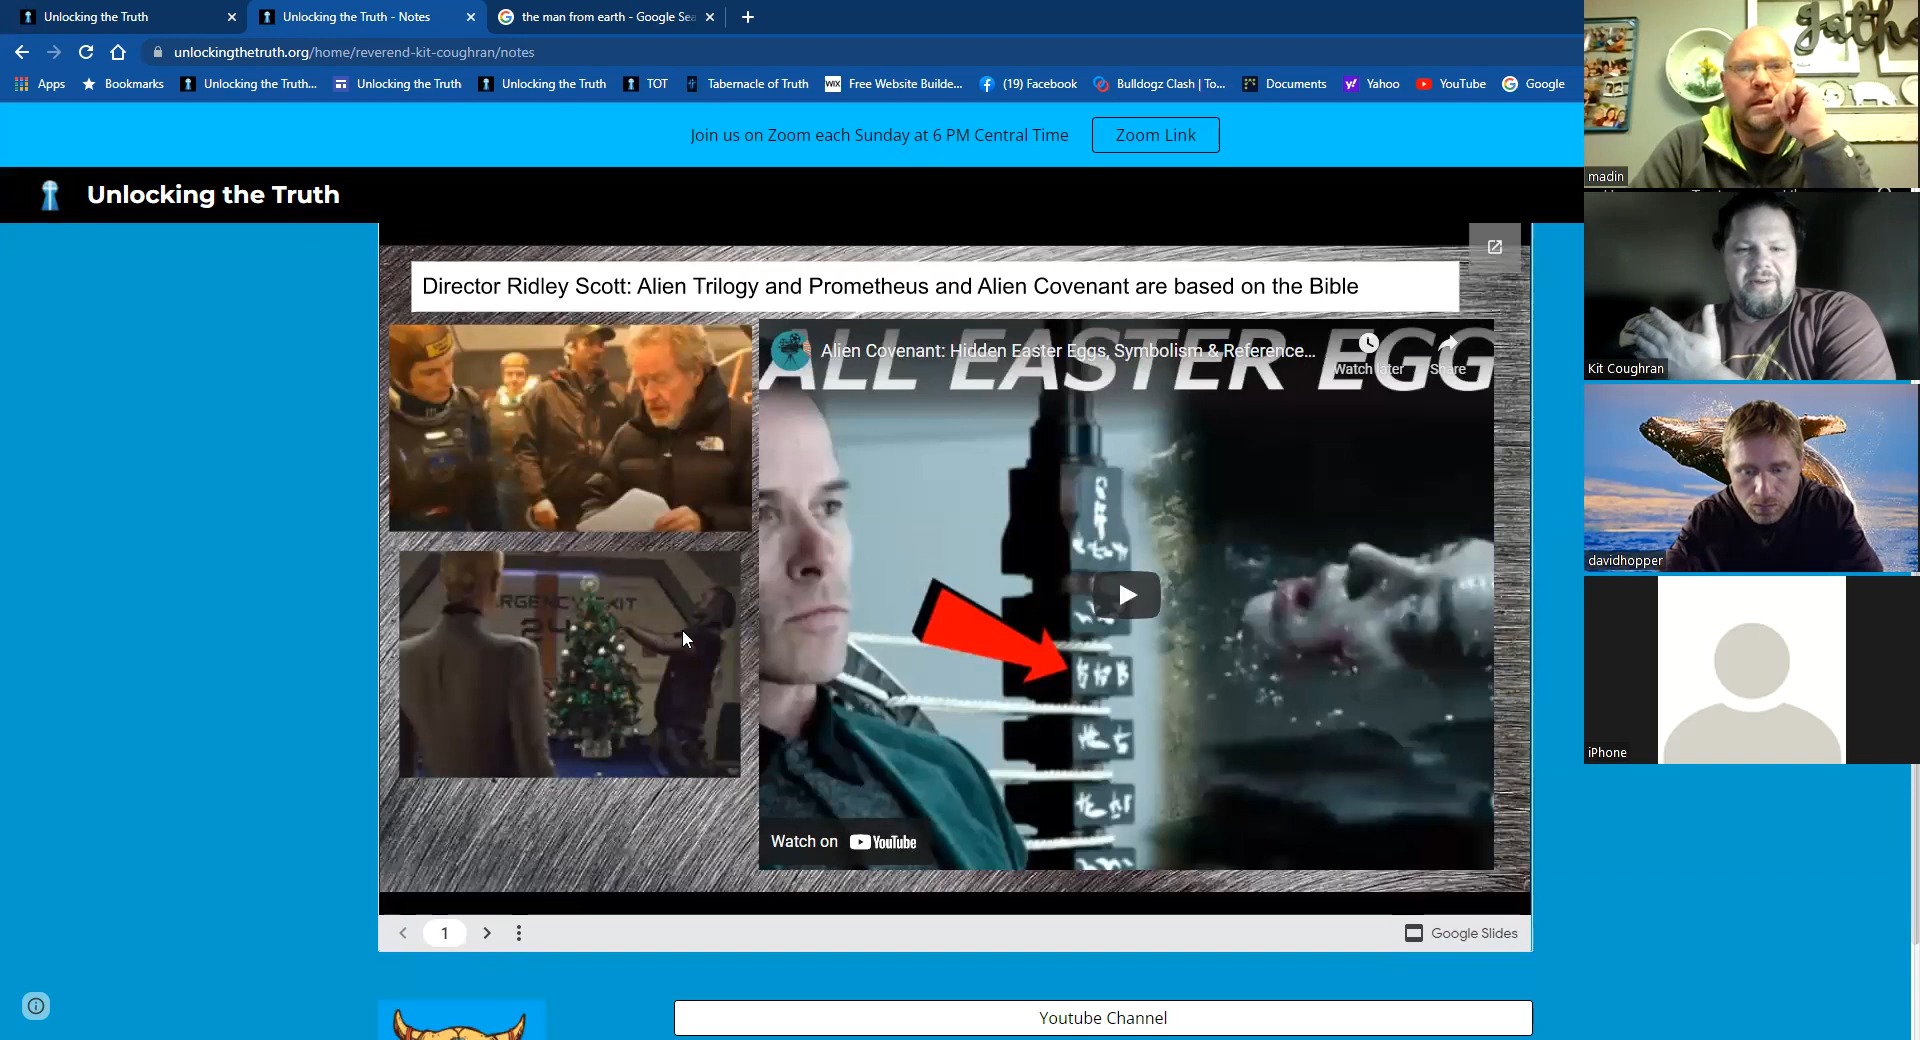 Unlocking the Truth
Unlocking the Truth - Notes
the man from earth - Google Sea
unlockingthetruth.org/home/reverend-kit-coughran/notes
Apps
Bookmarks
Unlocking the Truth...
Unlocking the Truth
Unlocking the Truth
TOT
Tabernacle of Truth
WIX
Free Website Builde...
(19) Facebook
Bulldogz Clash | To...
Documents
Yahoo
YouTube
Google
Join us on Zoom each Sunday at 6 PM Central Time
Zoom Link
Unlocking the Truth
Director Ridley Scott: Alien Trilogy and Prometheus and Alien Covenant are based on the Bible
ALL EASTER EGG
Alien Covenant: Hidden Easter Eggs, Symbolism & Reference...
Watch later
Share
Watch on YouTube
1
Google Slides
Youtube Channel
gathe
madin
Kit Coughran
davidhopper
iPhone